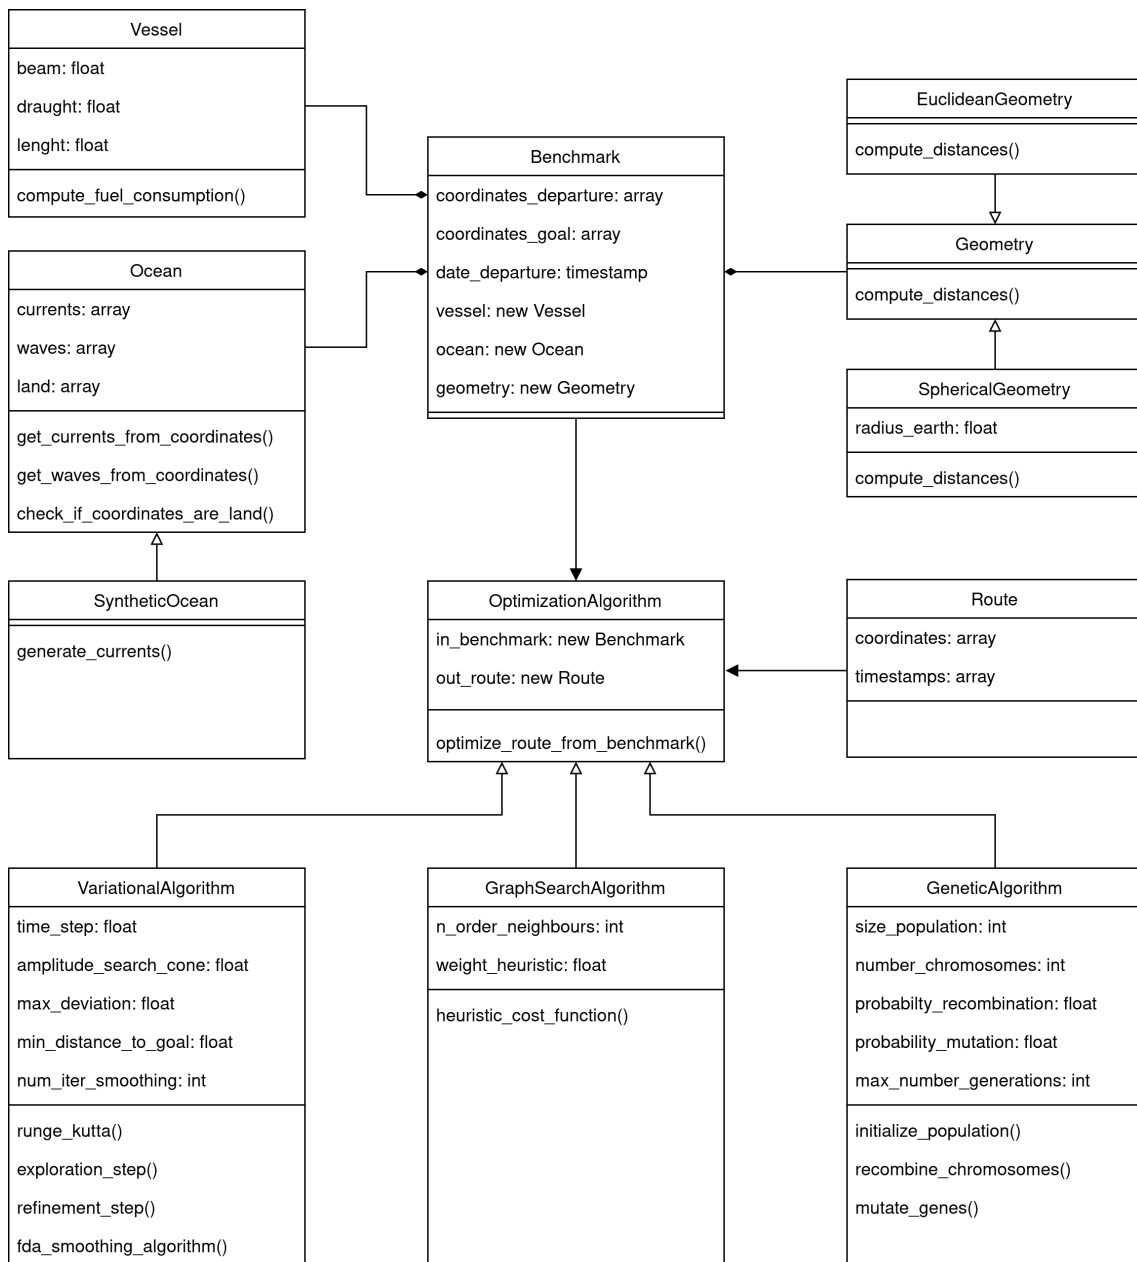 Vessel
beam: float
draught: float
lenght: float
compute_fuel_consumption()
Ocean
currents: array
waves: array
land: array
get_currents_from_coordinates()
get_waves_from_coordinates()
check_if_coordinates_are_land()
SyntheticOcean
generate_currents()
Benchmark
coordinates_departure: array
coordinates_goal: array
date_departure: timestamp
vessel: new Vessel
ocean: new Ocean
geometry: new Geometry
EuclideanGeometry
compute_distances()
Geometry
compute_distances()
SphericalGeometry
radius_earth: float
compute_distances()
OptimizationAlgorithm
in_benchmark: new Benchmark
out_route: new Route
optimize_route_from_benchmark()
Route
coordinates: array
timestamps: array
VariationalAlgorithm
time_step: float
amplitude_search_cone: float
max_deviation: float
min_distance_to_goal: float
num_iter_smoothing: int
runge_kutta()
exploration_step()
refinement_step()
fda_smoothing_algorithm()
GraphSearchAlgorithm
n_order_neighbours: int
weight_heuristic: float
heuristic_cost_function()
GeneticAlgorithm
size_population: int
number_chromosomes: int
probabilty_recombination: float
probability_mutation: float
max_number_generations: int
initialize_population()
recombine_chromosomes()
mutate_genes()